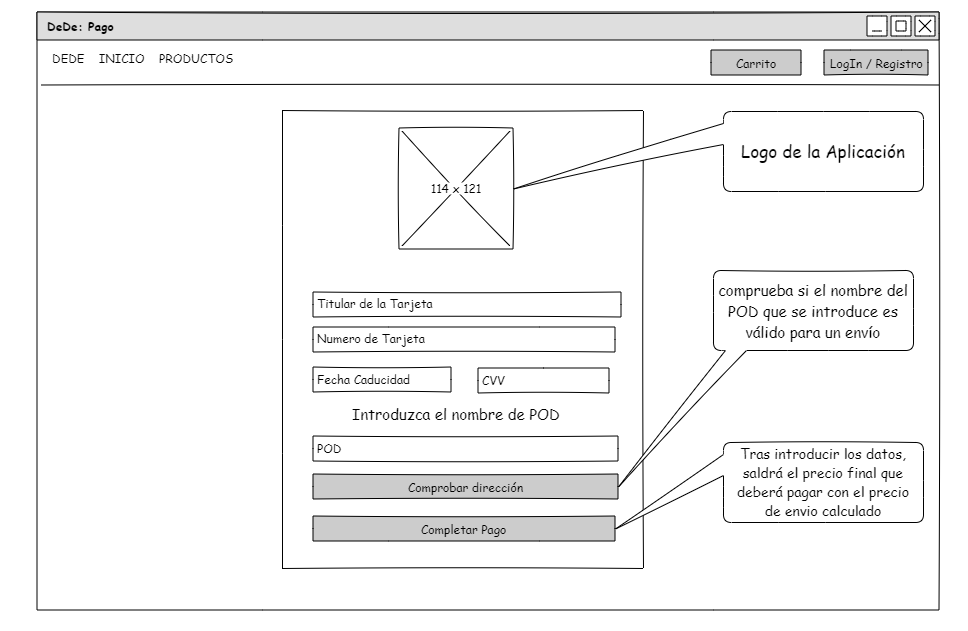 DeDe: Pago
DEDE INICIO PRODUCTOS
Carrito
LogIn / Registro
114 x 121
Logo de la Aplicación
Titular de la Tarjeta
Numero de Tarjeta
Fecha Caducidad
CVV
comprueba si el nombre del
POD que se introduce es
válido para un envío
Introduzca el nombre de POD
POD
Comprobar dirección
Completar Pago
Tras introducir los datos,
saldrá el precio final que
deberá pagar con el precio
de envio calculado